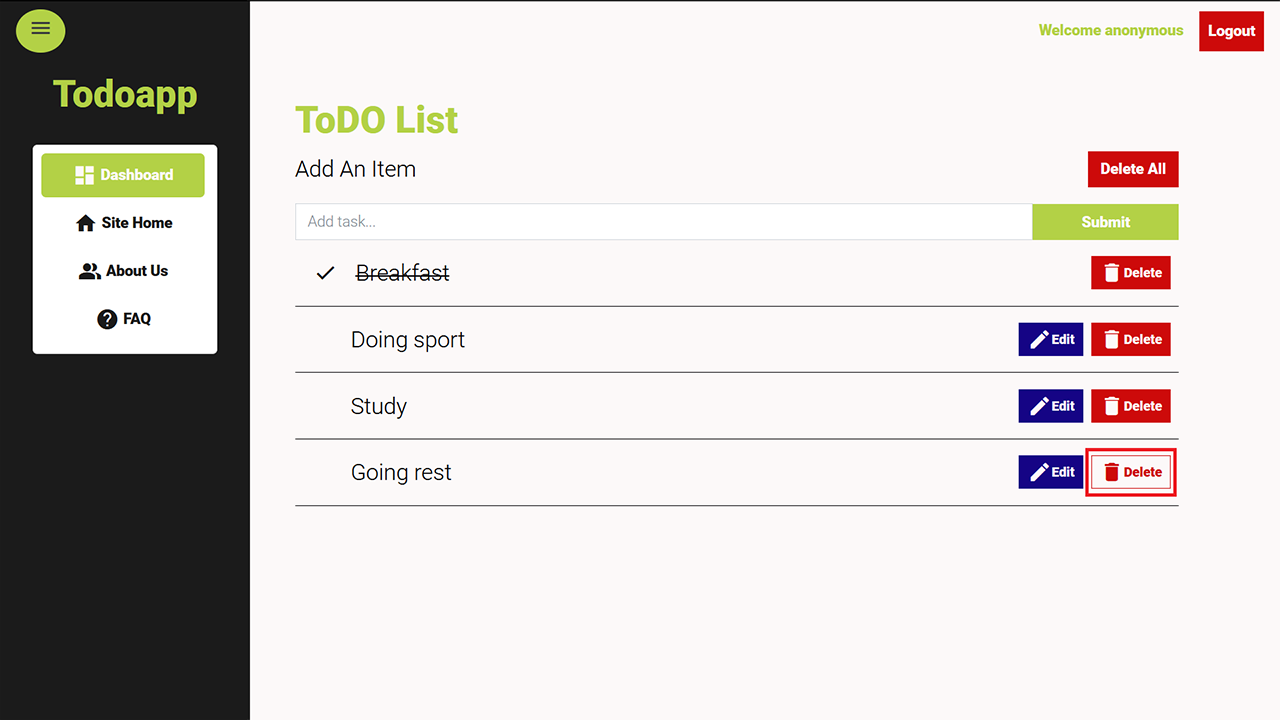 Welcome anonymous
Logout
Todoapp
Dashboard
Site Home
About Us
FAQ
ToDO List
Add An Item
Delete All
Add task...
Submit
Breakfast
Delete
Doing sport
Edit
Delete
Study
Edit
Delete
Going rest
Edit
Delete